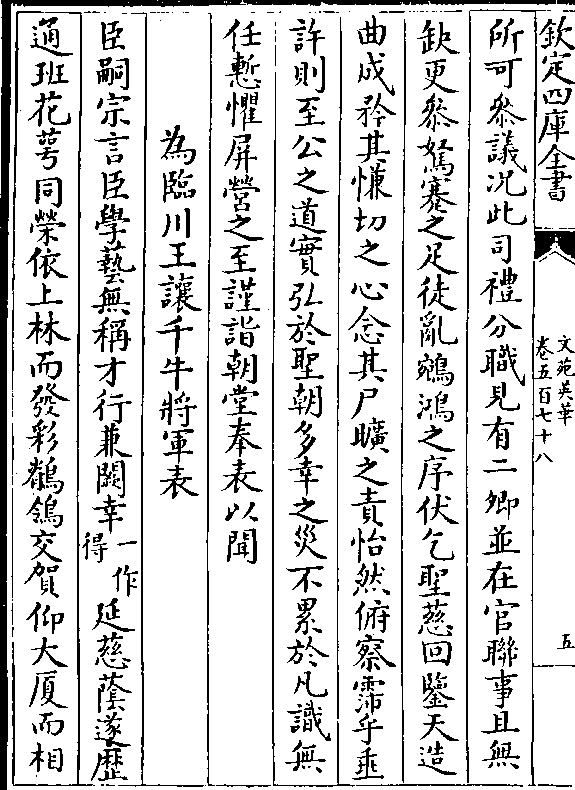 欽定四庫全書
文苑英華
卷五百七十八
五
所可叅議况此司禮分職見有二卿並在官聯事且無
缺更叅駑蹇之足徒亂鵷鴻之序伏乞聖慈回鑒天造
曲成矜其慊切之心念其尸曠之責怡然俯察霈乎垂
許則至公之道實弘於聖朝多幸之災不累於凡識無
任慙懼屏營之至謹詣朝堂奉表以聞
為臨川王讓千牛將軍表
臣嗣宗言臣學藝無稱才行兼闕幸一作得延慈蔭遂歴
通班花萼同榮依上林而發彩鶺鴒交賀仰大厦而相